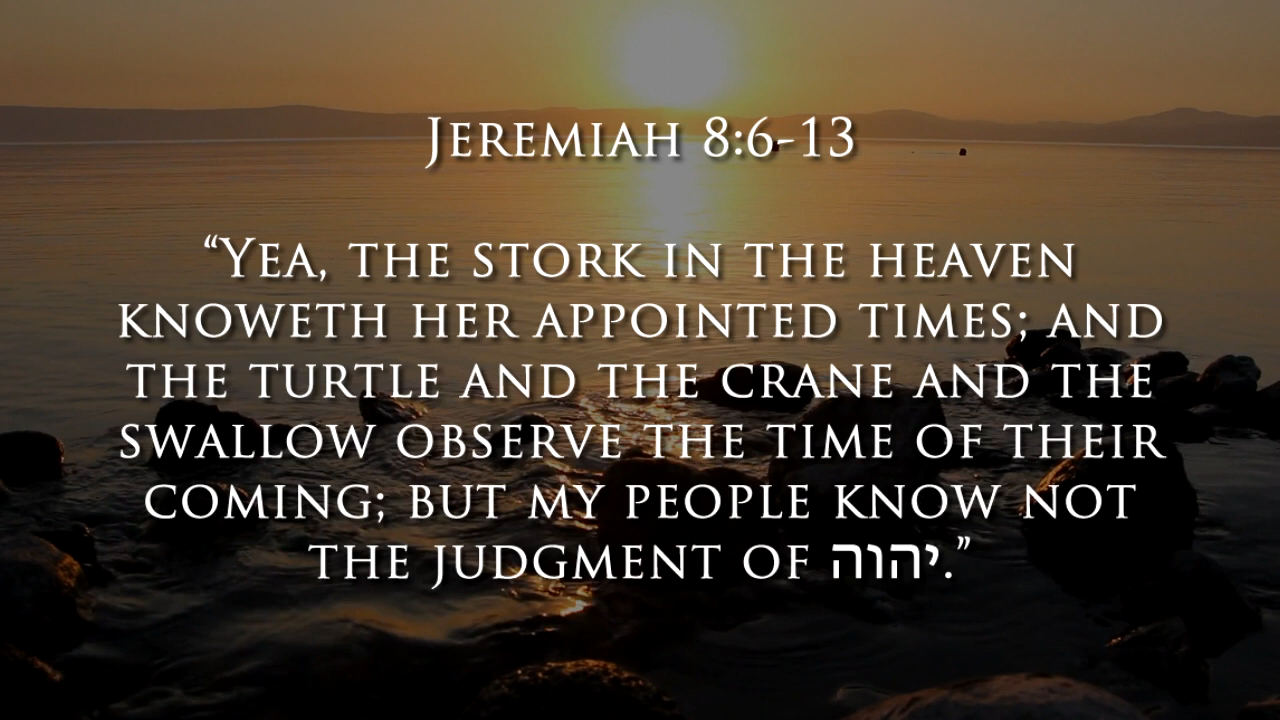 Jeremiah 8:6-13
“Yea, the stork in the heaven
knoweth her appointed times; and
the turtle and the crane and the
swallow observe the time of their
coming; but my people know not
the judgment of יהוה.”